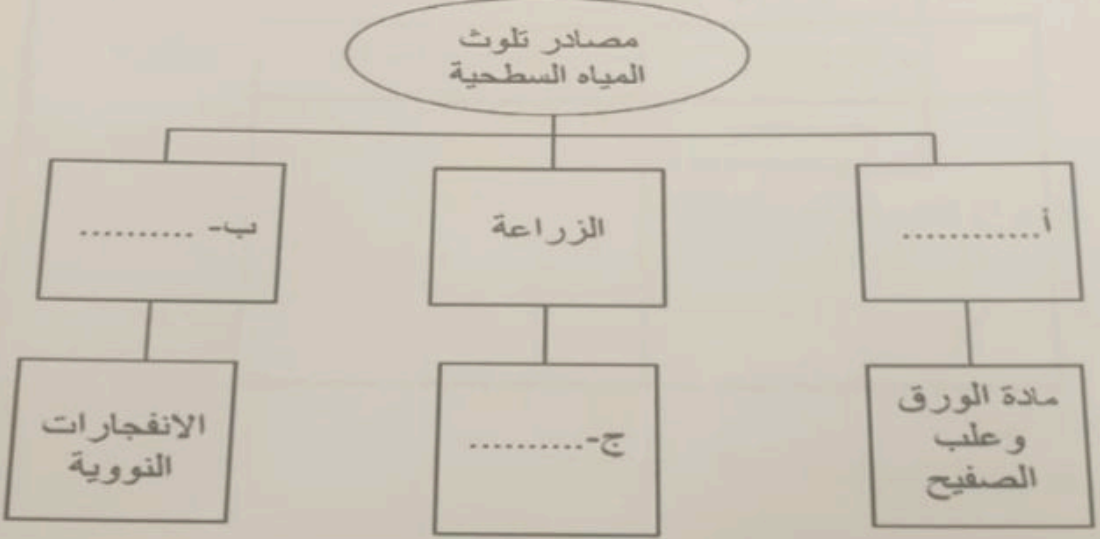 مصادر تلوث
المياه السطحية
أ............
الزراعة
ب- ..........
مادة الورق
وعلب
الصفيح
ج-..........
الانفجارات
النووية